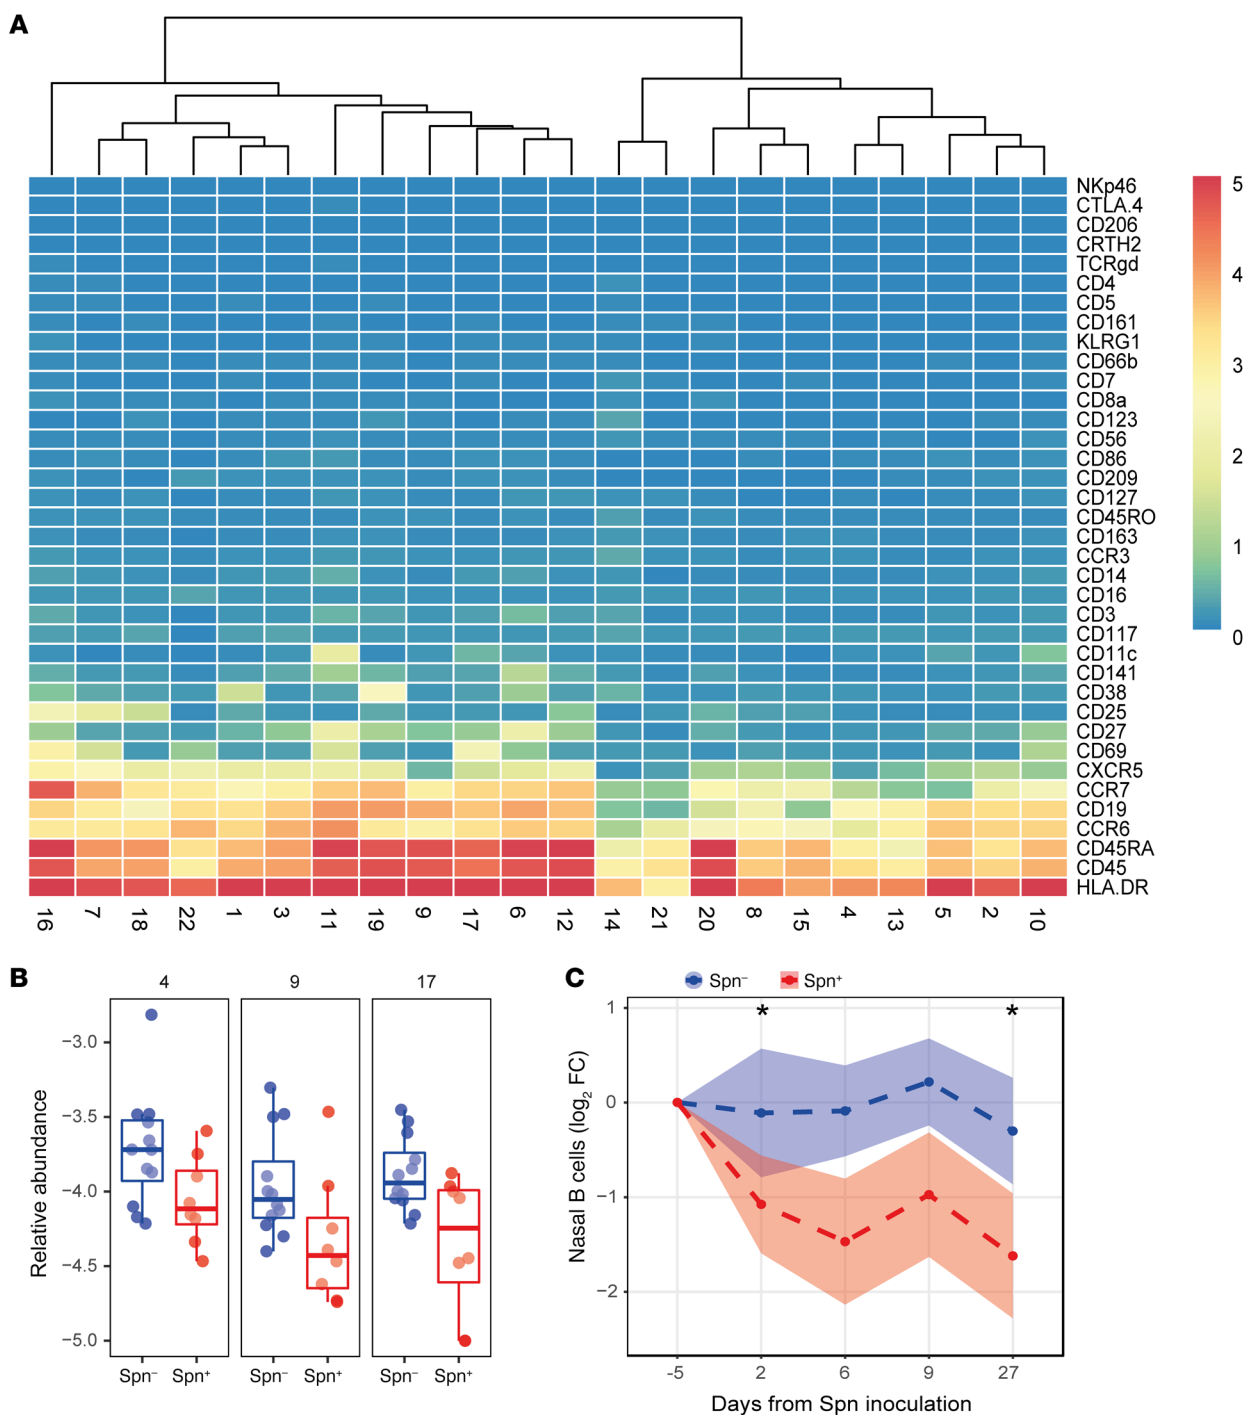 A
NKp46
CTLA.4
CD206
CRTH2
TCRgd
CD4
CD5
CD161
KLRG1
CD66b
CD7
CD8a
CD123
CD56
CD86
CD209
CD127
CD45RO
CD163
CCR3
CD14
CD16
CD3
CD117
CD11c
CD141
CD38
CD25
CD27
CD69
CXCR5
CCR7
CD19
CCR6
CD45RA
CD45
HLA.DR
5
4
3
2
1
0
16 7 18 22 1 3 11 19 9 17 6 12 14 21 20 8 15 4 13 5 2 10
B
4 9 17
Relative abundance
−3.0
−3.5
−4.0
−4.5
−5.0
Spn⁻ Spn⁺ Spn⁻ Spn⁺ Spn⁻ Spn⁺
C
Spn⁻ Spn⁺
Nasal B cells (log₂ FC)
1
0
−1
−2
* *
-5 2 6 9 27
Days from Spn inoculation